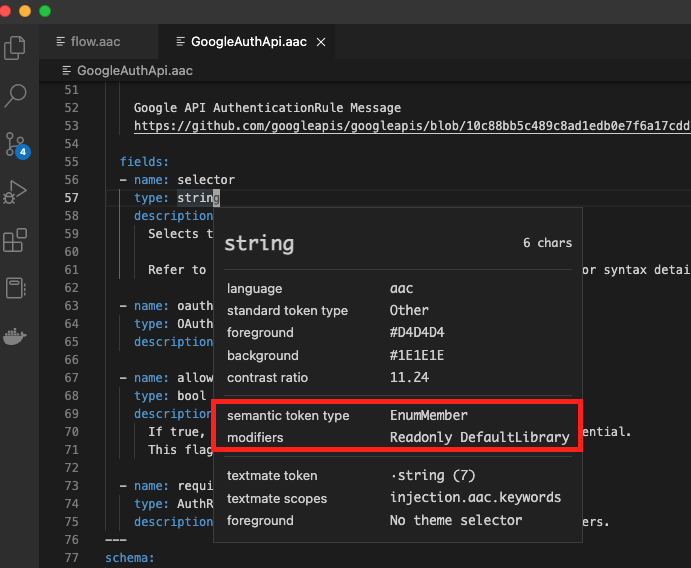 flow.aac
GoogleAuthApi.aac
GoogleAuthApi.aac
51
52 Google API AuthenticationRule Message
53 https://github.com/googleapis/googleapis/blob/10c88bb5c489c8ad1edb0e7f6a17cdd
54
55 fields:
56 - name: selector
57 type: string
58 description
59 Selects t
60
61 Refer to or syntax detai
62
63 - name: oauth
64 type: OAuth
65 description
66
67 - name: allow
68 type: bool
69 description
70 If true, ential.
71 This flag
72
73 - name: requi
74 type: AuthR
75 description ers.
76 ---
77 schema:
4
string 6 chars
language aac
standard token type Other
foreground #D4D4D4
background #1E1E1E
contrast ratio 11.24
semantic token type EnumMember
modifiers Readonly DefaultLibrary
textmate token ·string (7)
textmate scopes injection.aac.keywords
foreground No theme selector